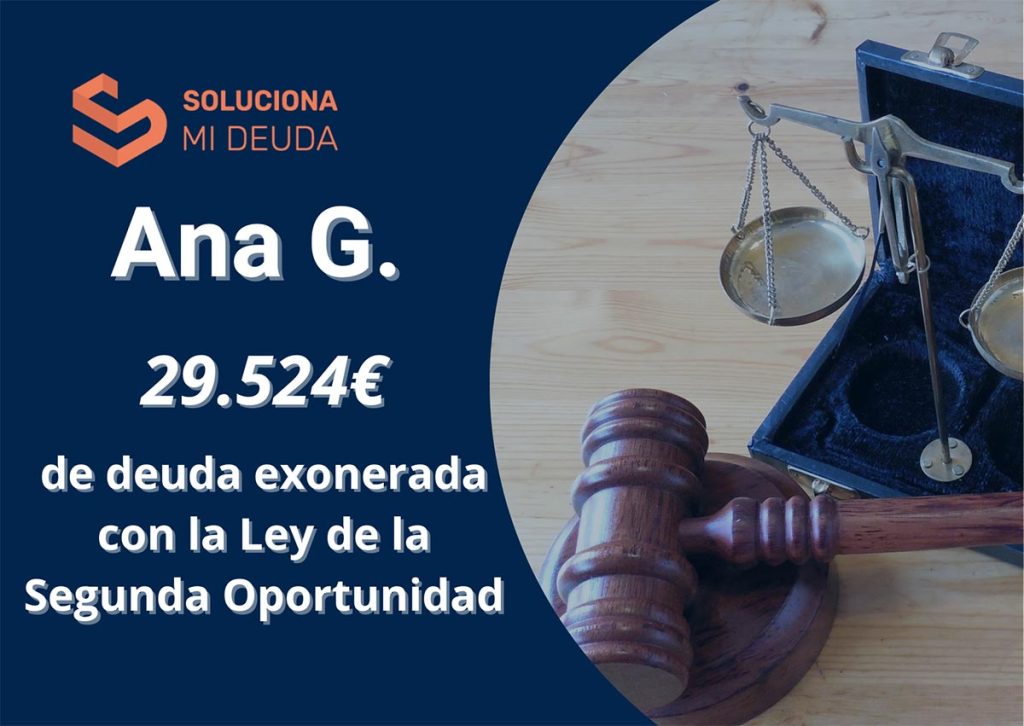 SOLUCIONA
MI DEUDA
Ana G.
29.524€
de deuda exonerada
con la Ley de la
Segunda Oportunidad